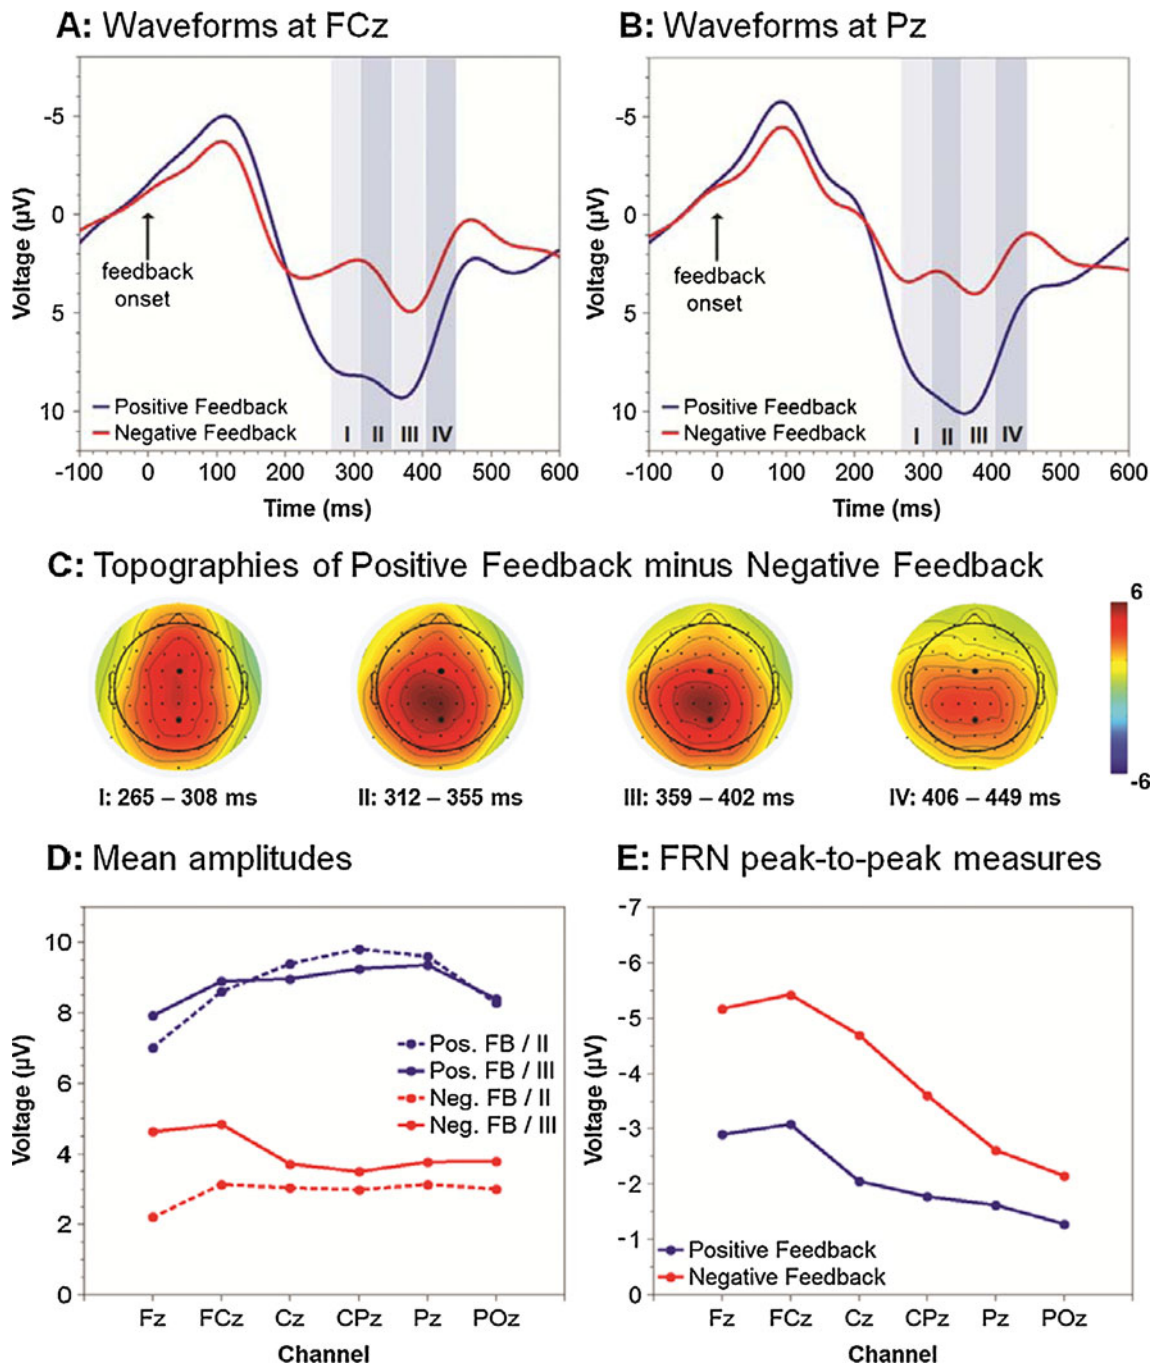 A: Waveforms at FCz
-5
0
5
10
Voltage (µV)
feedback
onset
Positive Feedback
Negative Feedback
I II III IV
-100 0 100 200 300 400 500 600
Time (ms)
B: Waveforms at Pz
-5
0
5
10
Voltage (µV)
feedback
onset
Positive Feedback
Negative Feedback
I II III IV
-100 0 100 200 300 400 500 600
Time (ms)
C: Topographies of Positive Feedback minus Negative Feedback
6
-6
I: 265 – 308 ms
II: 312 – 355 ms
III: 359 – 402 ms
IV: 406 – 449 ms
D: Mean amplitudes
10
8
6
4
2
0
Voltage (µV)
Pos. FB / II
Pos. FB / III
Neg. FB / II
Neg. FB / III
Fz FCz Cz CPz Pz POz
Channel
E: FRN peak-to-peak measures
-7
-6
-5
-4
-3
-2
-1
0
Voltage (µV)
Positive Feedback
Negative Feedback
Fz FCz Cz CPz Pz POz
Channel